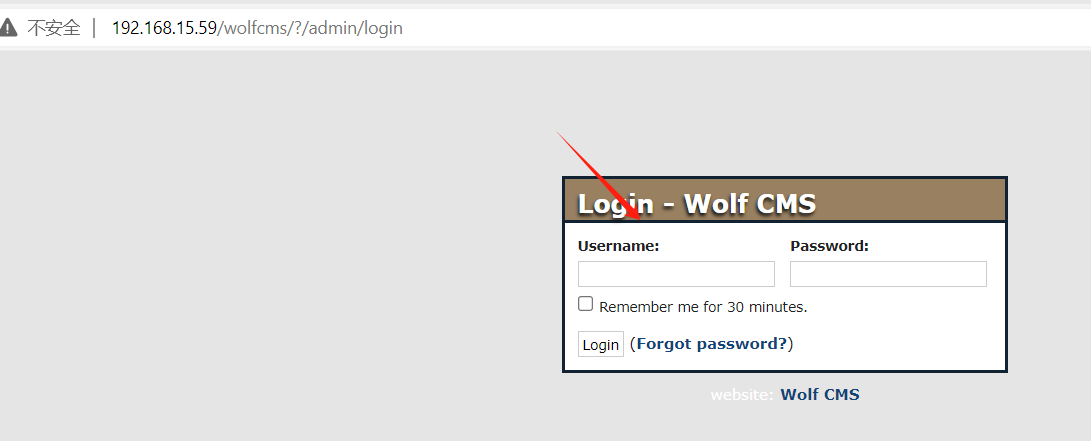 不安全 | 192.168.15.59/wolfcms/?/admin/login
Login - Wolf CMS
Username: Password:
Remember me for 30 minutes.
Login (Forgot password?)
website: Wolf CMS